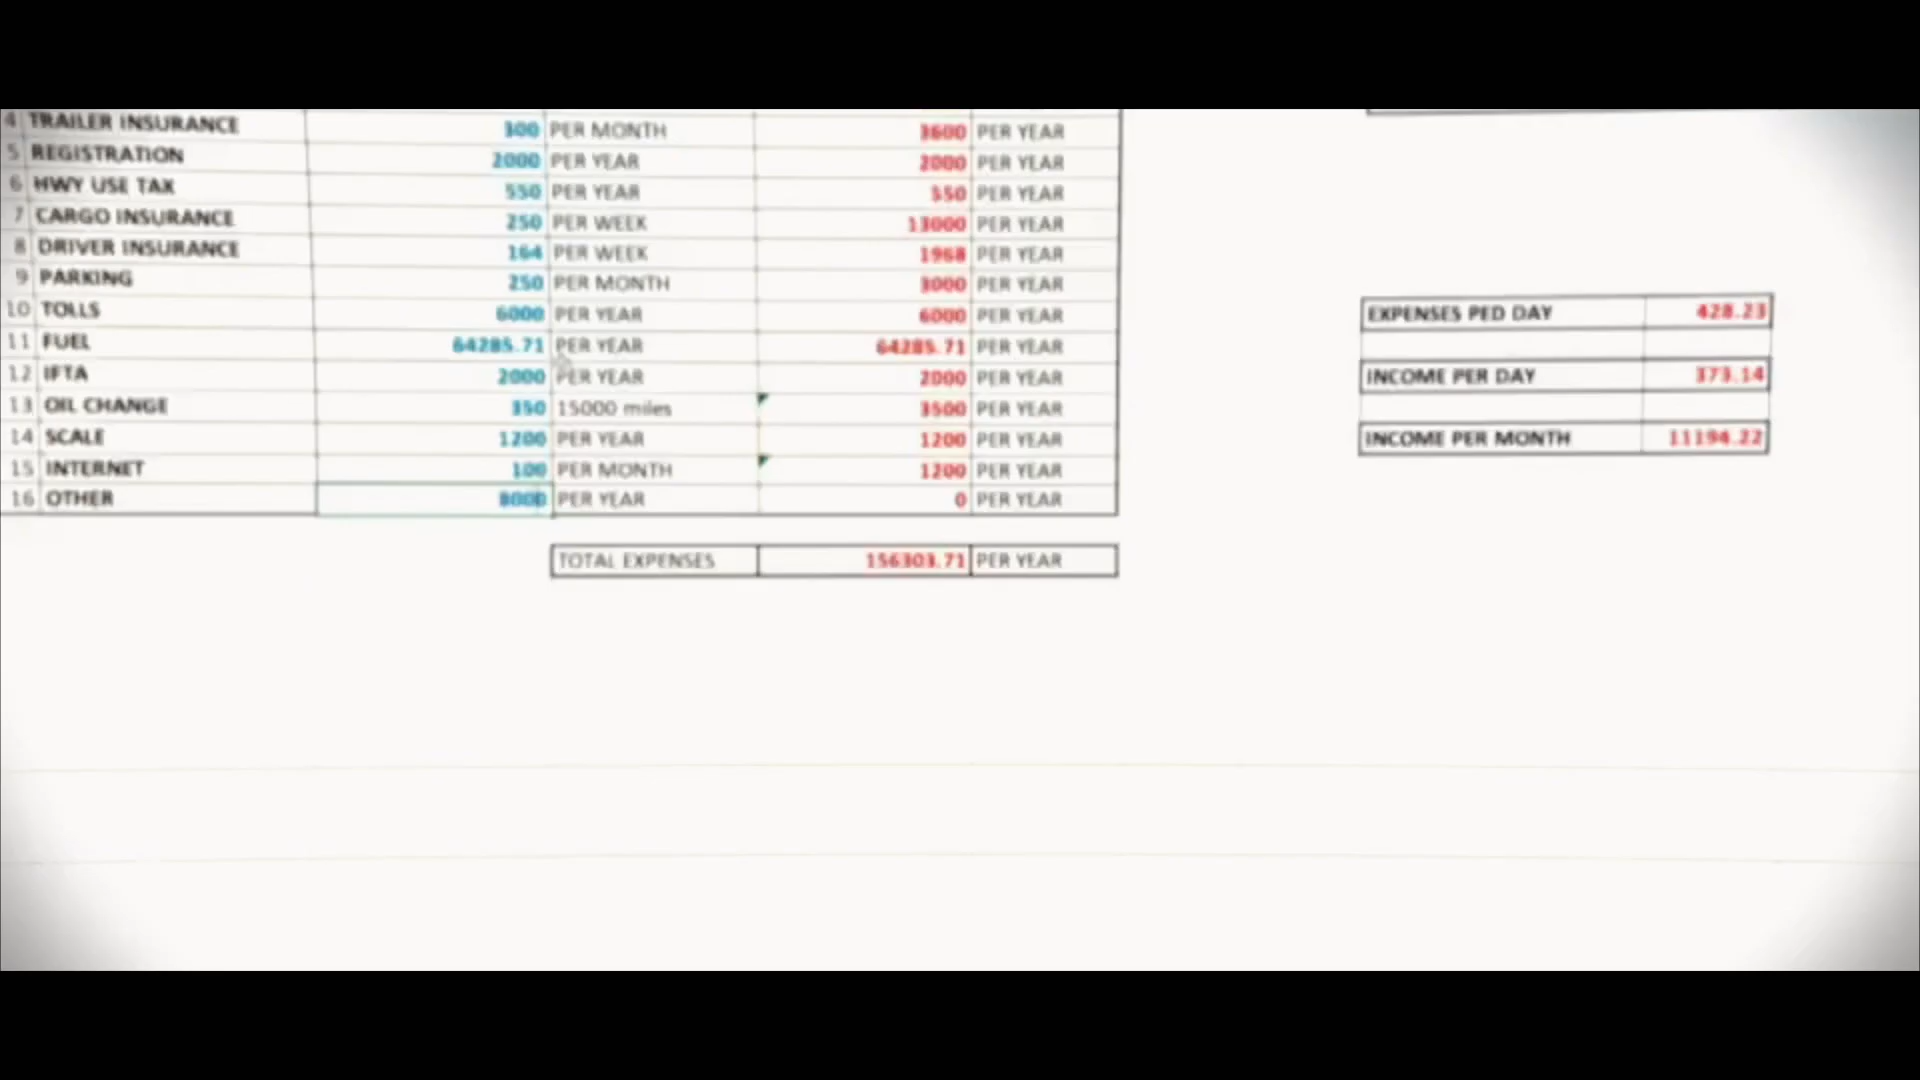 4 TRAILER INSURANCE 300 PER MONTH 3600 PER YEAR
5 REGISTRATION 2000 PER YEAR 2000 PER YEAR
6 HWY USE TAX 550 PER YEAR 550 PER YEAR
7 CARGO INSURANCE 250 PER WEEK 13000 PER YEAR
8 DRIVER INSURANCE 164 PER WEEK 1968 PER YEAR
9 PARKING 250 PER MONTH 3000 PER YEAR
10 TOLLS 6000 PER YEAR 6000 PER YEAR
11 FUEL 64285.71 PER YEAR 64285.71 PER YEAR
12 IFTA 2000 PER YEAR 2000 PER YEAR
13 OIL CHANGE 350 15000 miles 3500 PER YEAR
14 SCALE 1200 PER YEAR 1200 PER YEAR
15 INTERNET 100 PER MONTH 1200 PER YEAR
16 OTHER 8000 PER YEAR 0 PER YEAR
TOTAL EXPENSES 156303.71 PER YEAR
EXPENSES PED DAY 428.23
INCOME PER DAY 373.14
INCOME PER MONTH 11194.22